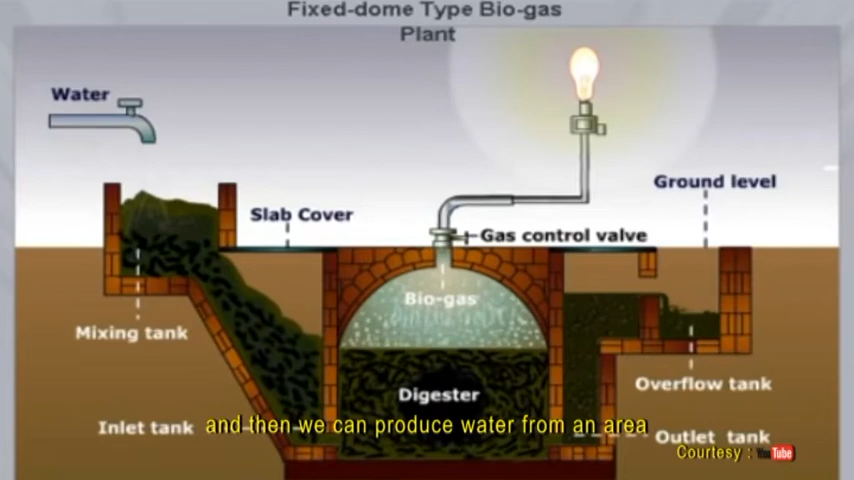 Fixed-dome Type Bio-gas
Plant
Water
Ground level
Slab Cover
Gas control valve
Bio-gas
Mixing tank
Overflow tank
Digester
Inlet tank
and then we can produce water from an area
Outlet tank
Courtesy : YouTube